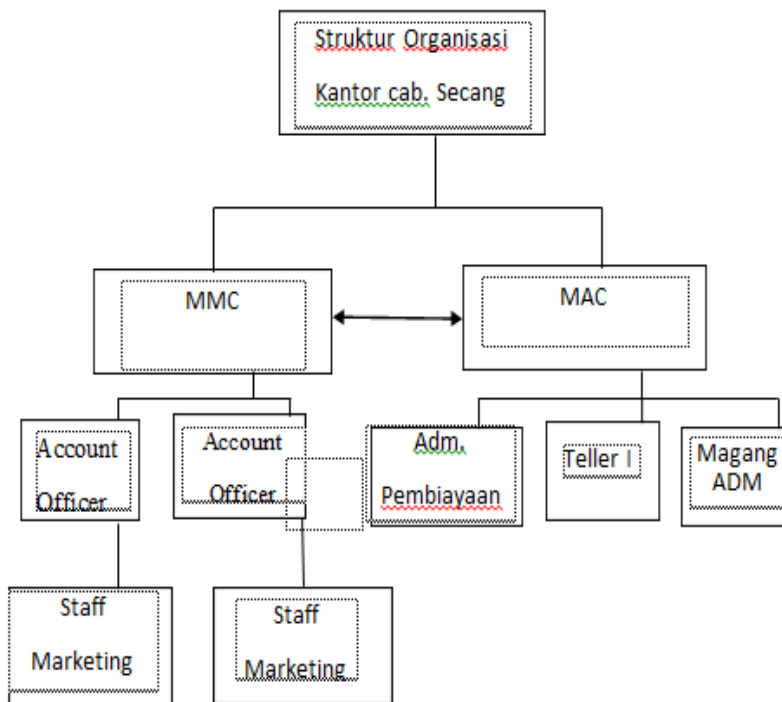 Struktur Organisasi
Kantor cab. Secang
MMC
MAC
Account
Officer
Account
Officer
Adm.
Pembiayaan
Teller I
Magang
ADM
Staff
Marketing
Staff
Marketing